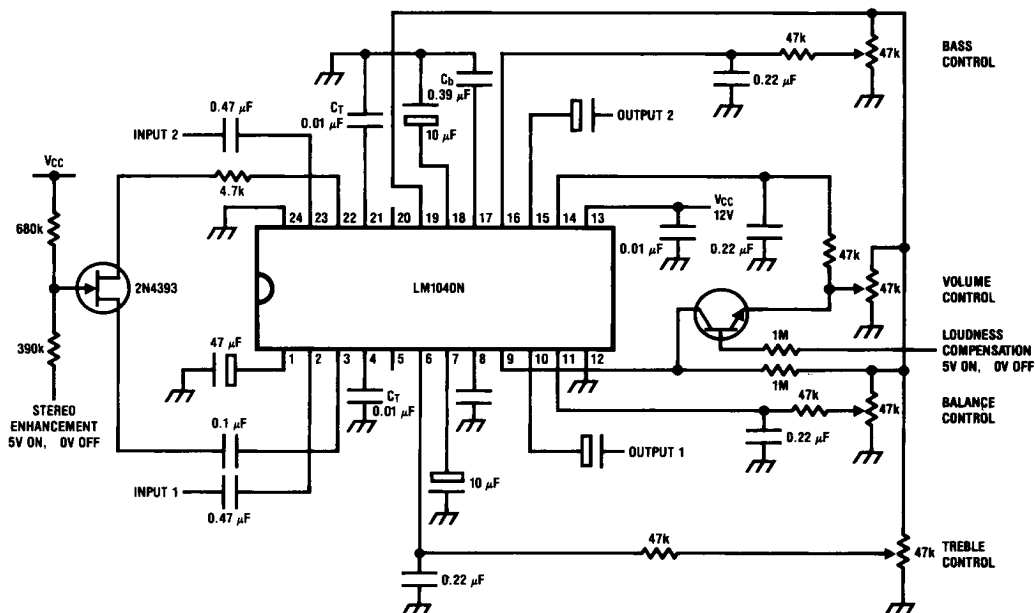 47k
47k
BASS
CONTROL
0.22 μF
Cb
0.39 μF
CT
0.01 μF
10 μF
0.47 μF
INPUT 2
OUTPUT 2
VCC
4.7k
680k
2N4393
390k
STEREO
ENHANCEMENT
5V ON, 0V OFF
24 23 22 21 20 19 18 17 16 15 14 13
LM1040N
1 2 3 4 5 6 7 8 9 10 11 12
VCC
12V
0.01 μF
0.22 μF
47k
47k
VOLUME
CONTROL
1M
LOUDNESS
COMPENSATION
5V ON, 0V OFF
1M
47 μF
CT
0.01 μF
47k
47k
BALANCE
CONTROL
0.22 μF
0.1 μF
OUTPUT 1
INPUT 1
0.47 μF
10 μF
47k
47k
TREBLE
CONTROL
0.22 μF